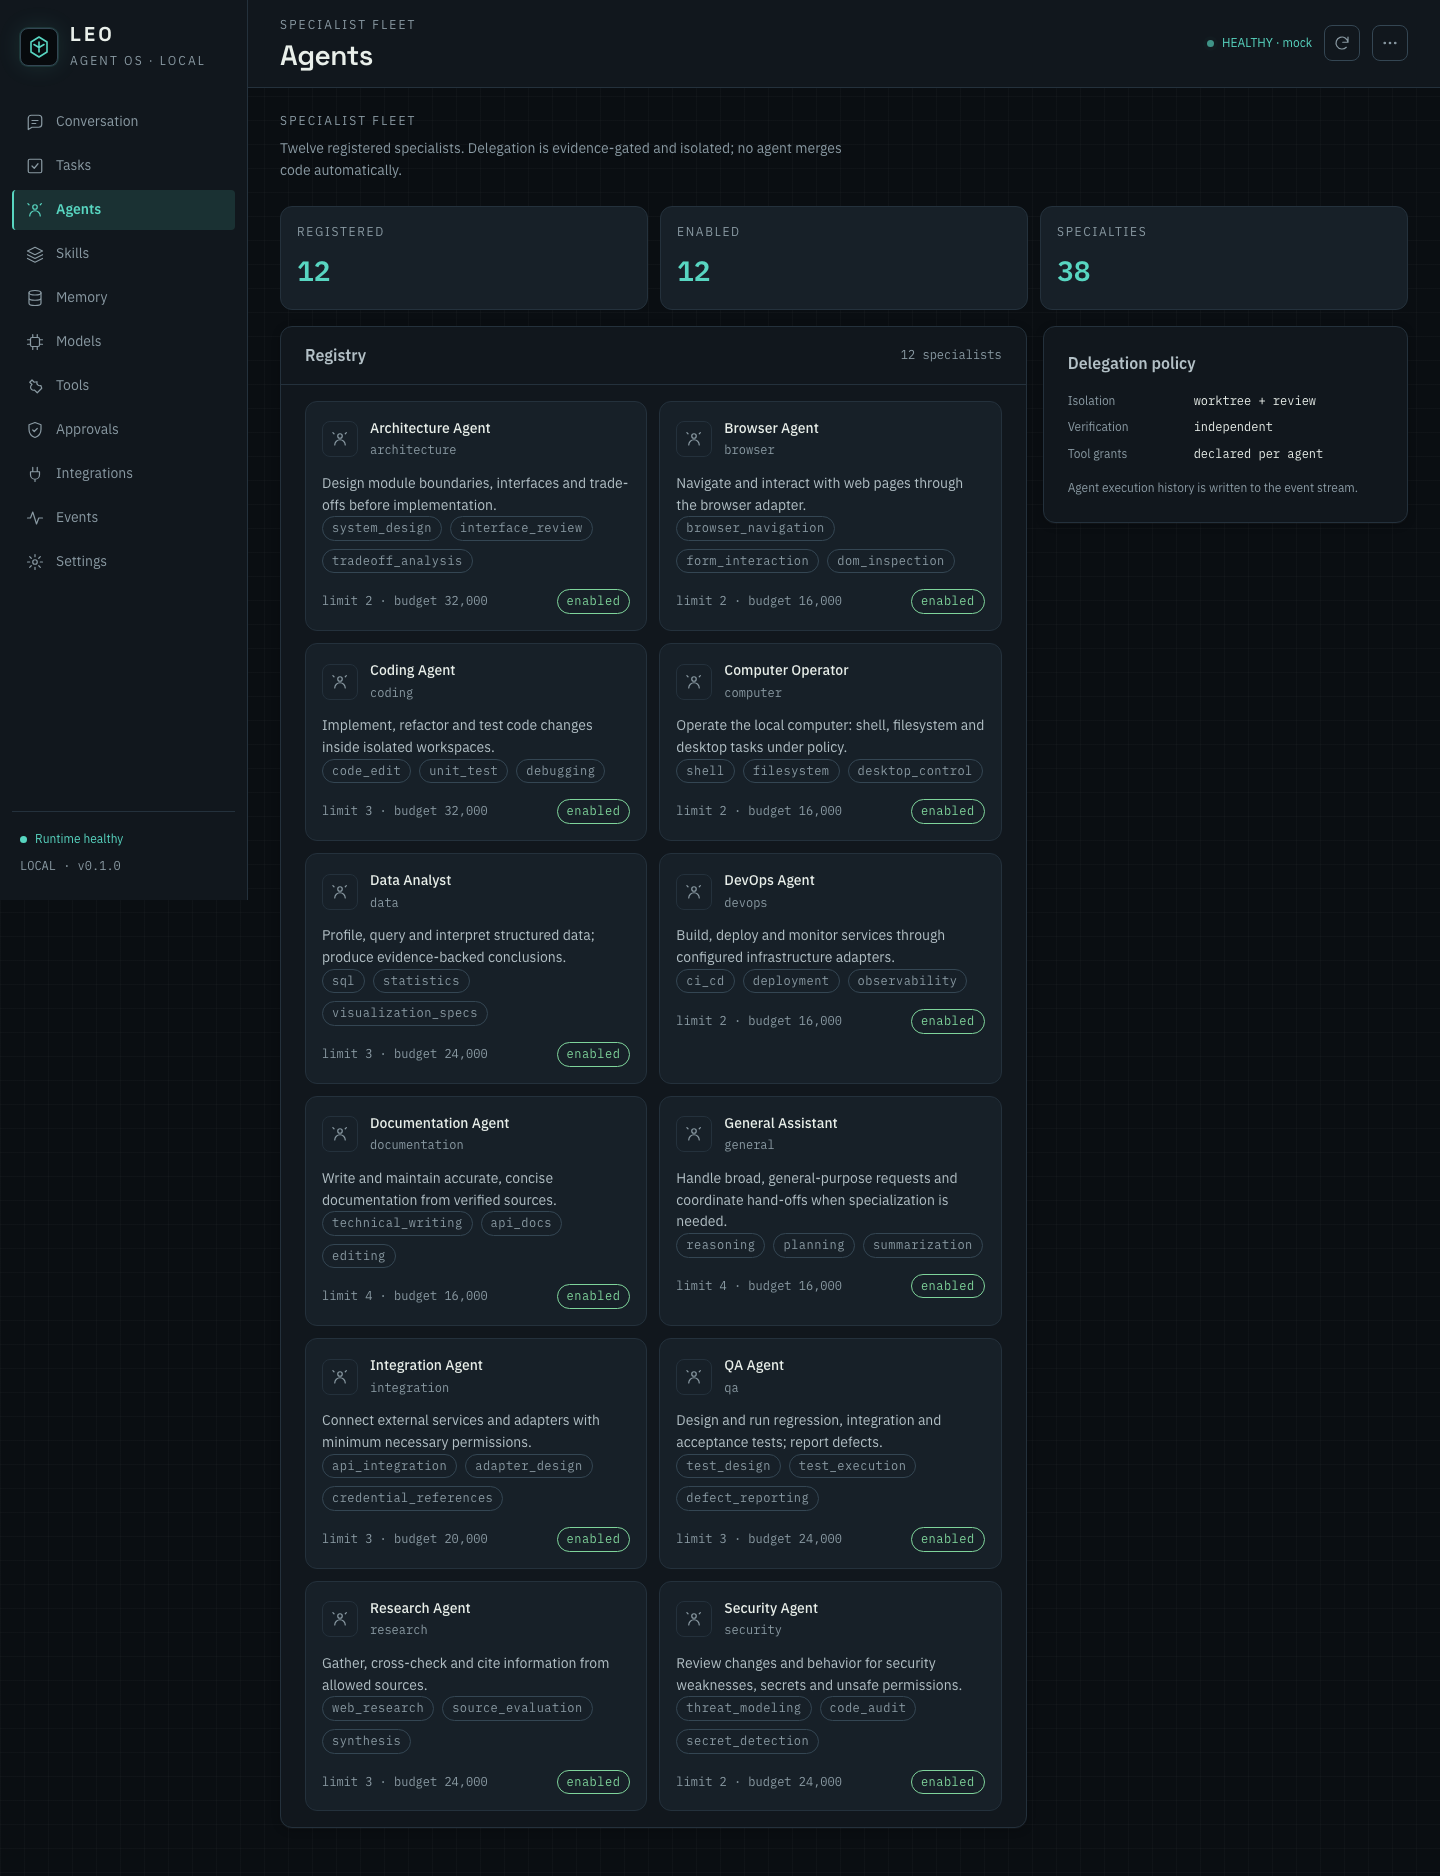 LEO
AGENT OS · LOCAL
Conversation
Tasks
Agents
Skills
Memory
Models
Tools
Approvals
Integrations
Events
Settings
Runtime healthy
LOCAL · v0.1.0
SPECIALIST FLEET
Agents
HEALTHY · mock
SPECIALIST FLEET
Twelve registered specialists. Delegation is evidence-gated and isolated; no agent merges
code automatically.
REGISTERED
12
ENABLED
12
SPECIALTIES
38
Registry
12 specialists
Architecture Agent
architecture
Design module boundaries, interfaces and trade-
offs before implementation.
system_design interface_review
tradeoff_analysis
limit 2 · budget 32,000 enabled
Browser Agent
browser
Navigate and interact with web pages through
the browser adapter.
browser_navigation
form_interaction dom_inspection
limit 2 · budget 16,000 enabled
Coding Agent
coding
Implement, refactor and test code changes
inside isolated workspaces.
code_edit unit_test debugging
limit 3 · budget 32,000 enabled
Computer Operator
computer
Operate the local computer: shell, filesystem and
desktop tasks under policy.
shell filesystem desktop_control
limit 2 · budget 16,000 enabled
Data Analyst
data
Profile, query and interpret structured data;
produce evidence-backed conclusions.
sql statistics
visualization_specs
limit 3 · budget 24,000 enabled
DevOps Agent
devops
Build, deploy and monitor services through
configured infrastructure adapters.
ci_cd deployment observability
limit 2 · budget 16,000 enabled
Documentation Agent
documentation
Write and maintain accurate, concise
documentation from verified sources.
technical_writing api_docs
editing
limit 4 · budget 16,000 enabled
General Assistant
general
Handle broad, general-purpose requests and
coordinate hand-offs when specialization is
needed.
reasoning planning summarization
limit 4 · budget 16,000 enabled
Integration Agent
integration
Connect external services and adapters with
minimum necessary permissions.
api_integration adapter_design
credential_references
limit 3 · budget 20,000 enabled
QA Agent
qa
Design and run regression, integration and
acceptance tests; report defects.
test_design test_execution
defect_reporting
limit 3 · budget 24,000 enabled
Research Agent
research
Gather, cross-check and cite information from
allowed sources.
web_research source_evaluation
synthesis
limit 3 · budget 24,000 enabled
Security Agent
security
Review changes and behavior for security
weaknesses, secrets and unsafe permissions.
threat_modeling code_audit
secret_detection
limit 2 · budget 24,000 enabled
Delegation policy
Isolation worktree + review
Verification independent
Tool grants declared per agent
Agent execution history is written to the event stream.